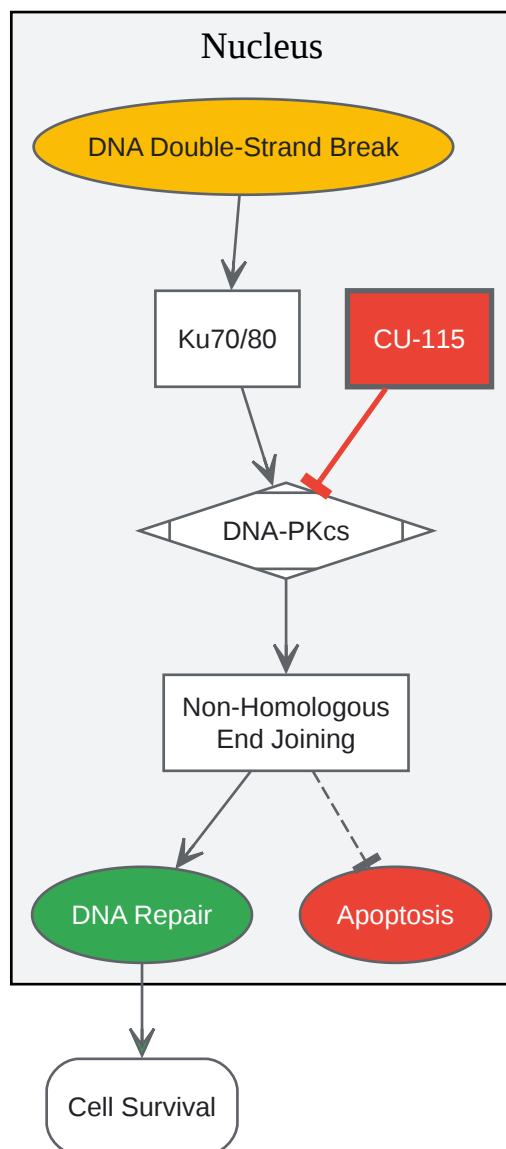 Nucleus
DNA Double-Strand Break
Ku70/80
CU-115
DNA-PKcs
Non-Homologous
End Joining
DNA Repair
Apoptosis
Cell Survival